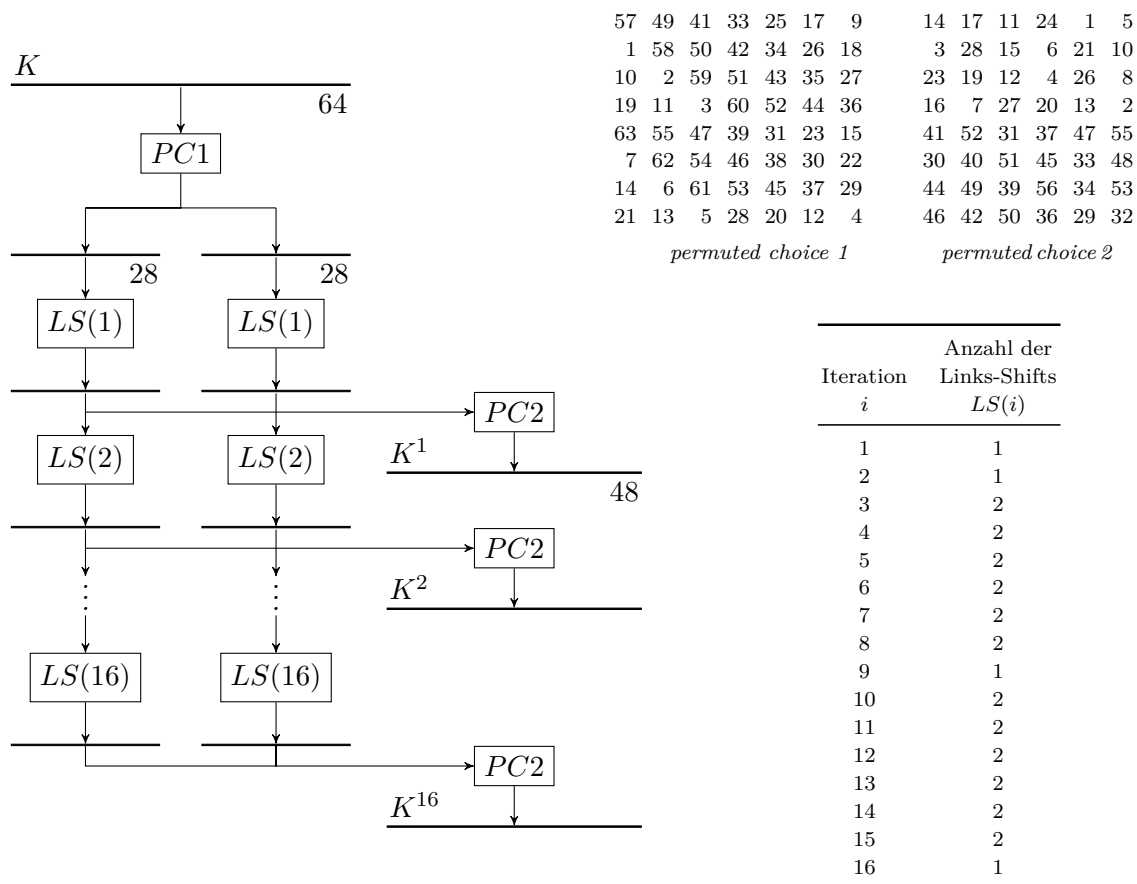 K
64
PC1
28
28
LS(1)
LS(1)
PC2
K^1
48
LS(2)
LS(2)
PC2
K^2
⋮
⋮
LS(16)
LS(16)
PC2
K^16
57 49 41 33 25 17 9
1 58 50 42 34 26 18
10 2 59 51 43 35 27
19 11 3 60 52 44 36
63 55 47 39 31 23 15
7 62 54 46 38 30 22
14 6 61 53 45 37 29
21 13 5 28 20 12 4
permuted choice 1
14 17 11 24 1 5
3 28 15 6 21 10
23 19 12 4 26 8
16 7 27 20 13 2
41 52 31 37 47 55
30 40 51 45 33 48
44 49 39 56 34 53
46 42 50 36 29 32
permuted choice 2
Anzahl der
Iteration Links-Shifts
i LS(i)
1 1
2 1
3 2
4 2
5 2
6 2
7 2
8 2
9 1
10 2
11 2
12 2
13 2
14 2
15 2
16 1